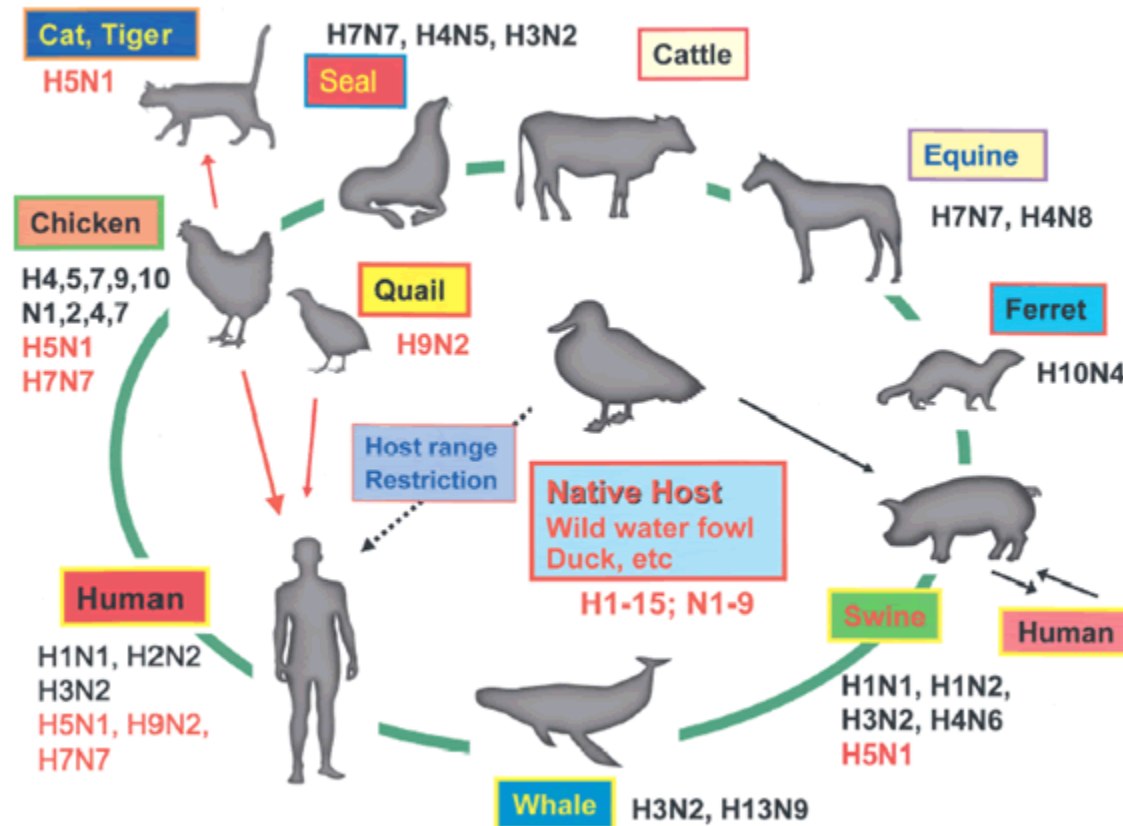 Cat, Tiger
H5N1
H7N7, H4N5, H3N2
Seal
Cattle
Equine
H7N7, H4N8
Chicken
H4,5,7,9,10
N1,2,4,7
H5N1
H7N7
Quail
H9N2
Ferret
H10N4
Host range
Restriction
Native Host
Wild water fowl
Duck, etc
H1-15; N1-9
Human
H1N1, H2N2
H3N2
H5N1, H9N2,
H7N7
Swine
Human
H1N1, H1N2,
H3N2, H4N6
H5N1
Whale
H3N2, H13N9